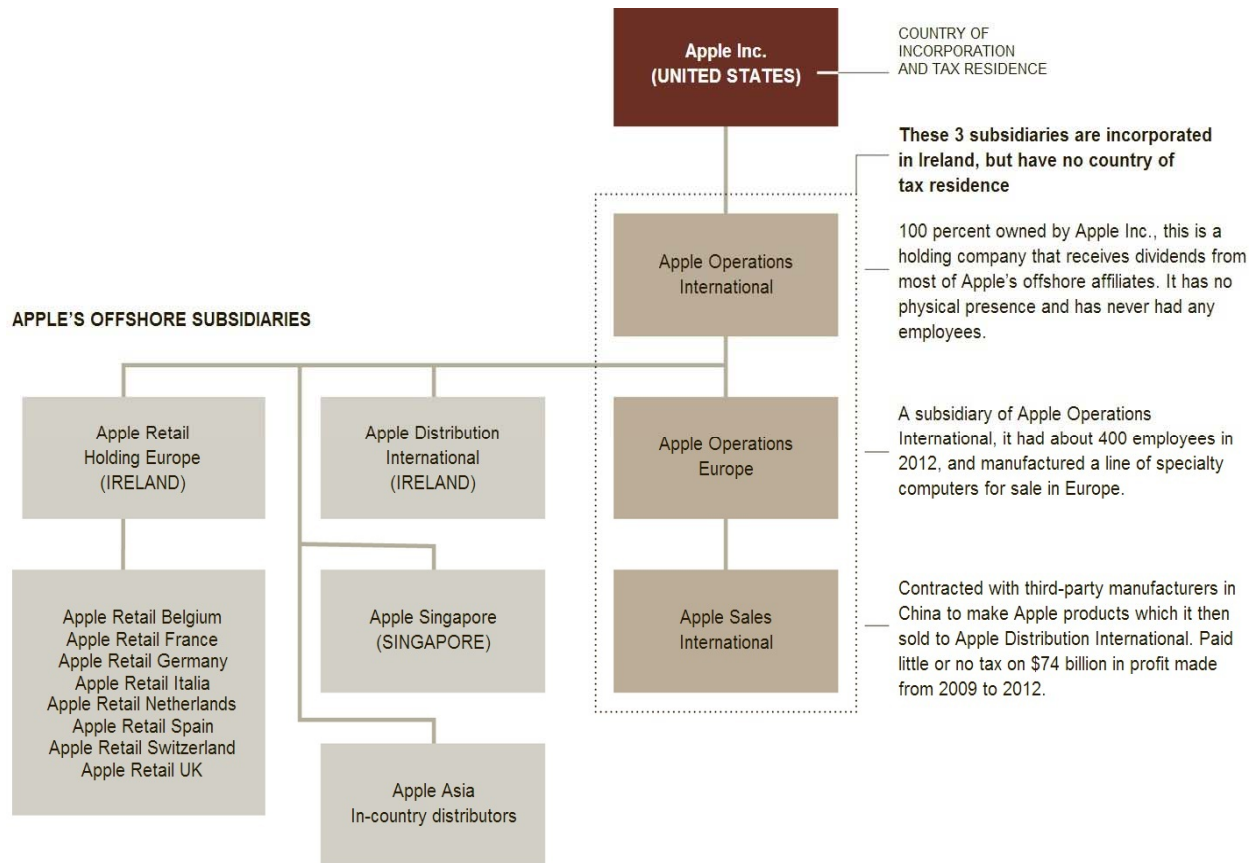 Apple Inc.
(UNITED STATES)
COUNTRY OF
INCORPORATION
AND TAX RESIDENCE
These 3 subsidiaries are incorporated
in Ireland, but have no country of
tax residence
Apple Operations
International
100 percent owned by Apple Inc., this is a
holding company that receives dividends from
most of Apple's offshore affiliates. It has no
physical presence and has never had any
employees.
APPLE'S OFFSHORE SUBSIDIARIES
Apple Retail
Holding Europe
(IRELAND)
Apple Distribution
International
(IRELAND)
Apple Operations
Europe
A subsidiary of Apple Operations
International, it had about 400 employees in
2012, and manufactured a line of specialty
computers for sale in Europe.
Apple Retail Belgium
Apple Retail France
Apple Retail Germany
Apple Retail Italia
Apple Retail Netherlands
Apple Retail Spain
Apple Retail Switzerland
Apple Retail UK
Apple Singapore
(SINGAPORE)
Apple Sales
International
Contracted with third-party manufacturers in
China to make Apple products which it then
sold to Apple Distribution International. Paid
little or no tax on $74 billion in profit made
from 2009 to 2012.
Apple Asia
In-country distributors